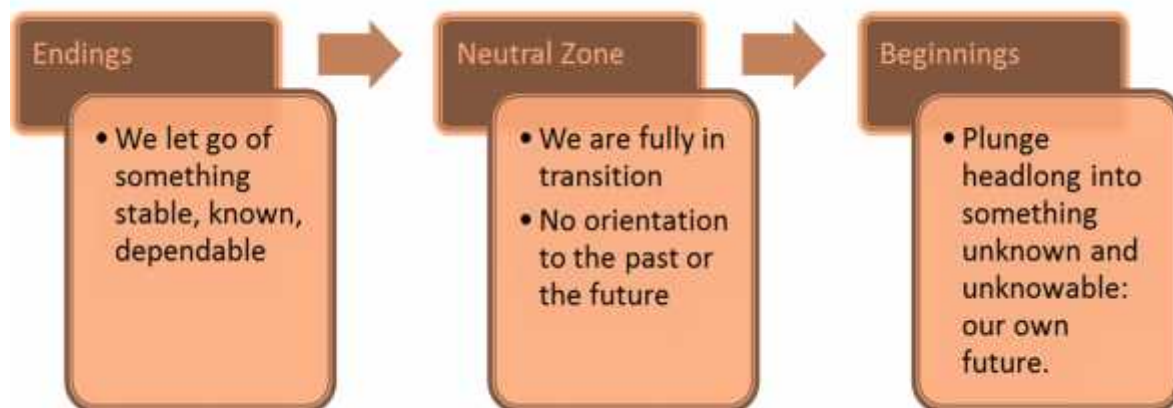 Endings
• We let go of
something
stable, known,
dependable
Neutral Zone
• We are fully in
transition
• No orientation
to the past or
the future
Beginnings
• Plunge
headlong into
something
unknown and
unknowable:
our own
future.